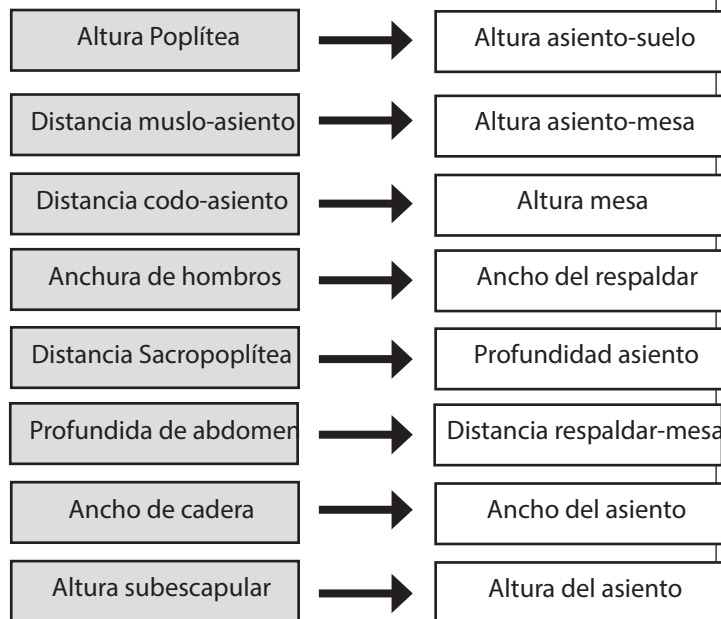 Altura Poplítea
Altura asiento-suelo
Distancia muslo-asiento
Altura asiento-mesa
Distancia codo-asiento
Altura mesa
Anchura de hombros
Ancho del respaldar
Distancia Sacropoplítea
Profundidad asiento
Profundida de abdomen
Distancia respaldar-mesa
Ancho de cadera
Ancho del asiento
Altura subescapular
Altura del asiento